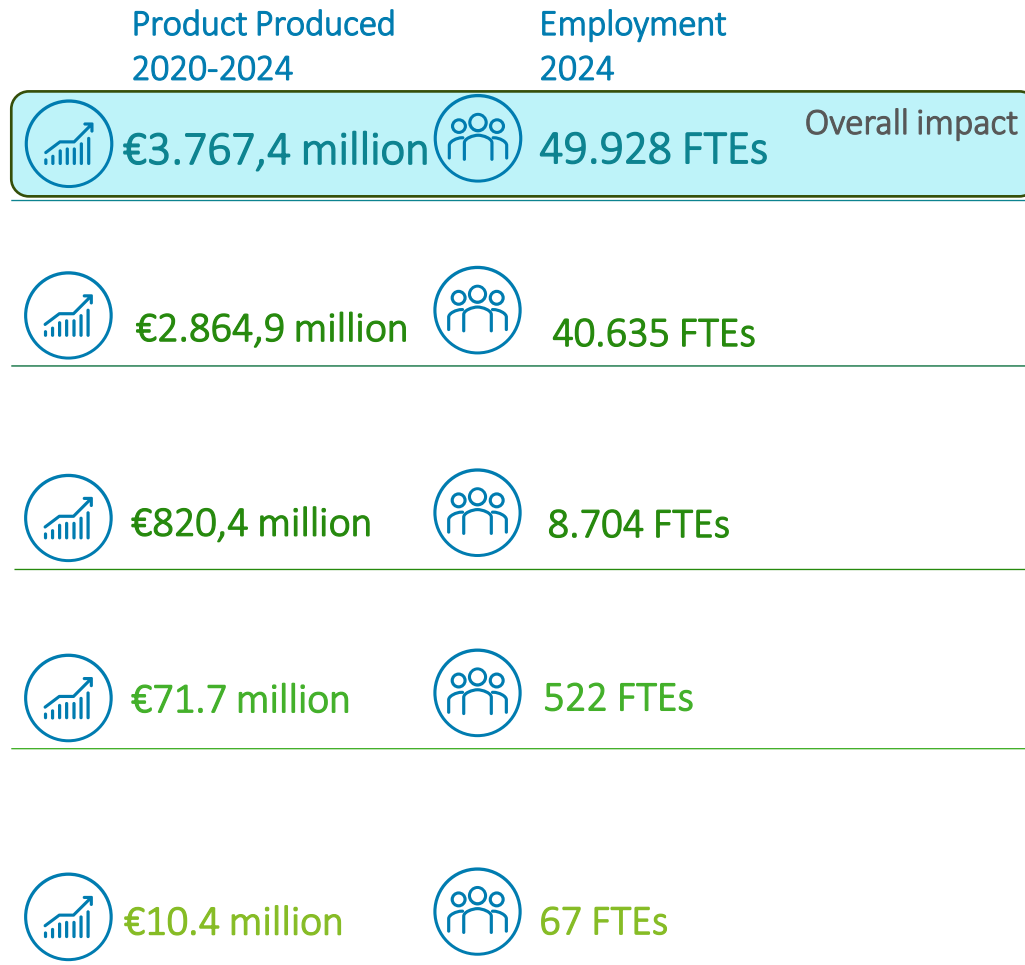 Product Produced
2020-2024
Employment
2024
€3.767,4 million
49.928 FTEs
Overall impact
€2.864,9 million
40.635 FTEs
€820,4 million
8.704 FTEs
€71.7 million
522 FTEs
€10.4 million
67 FTEs